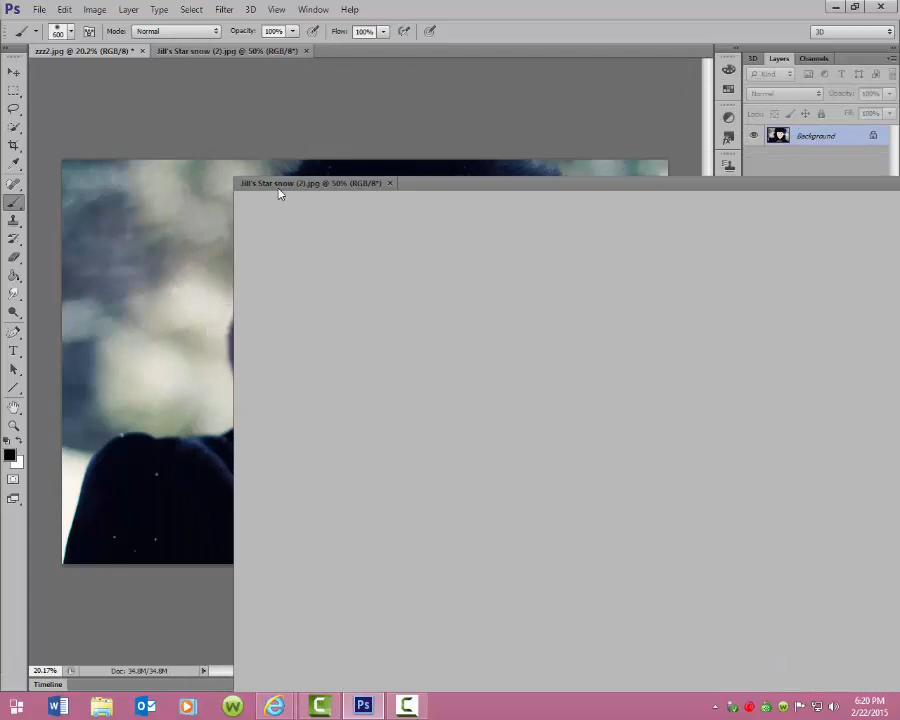 Ps File Edit Image Layer Type Select Filter 3D View Window Help
600 Mode: Normal Opacity: 100% Flow: 100% 3D
zzz2.jpg @ 20.2% (RGB/8) * × Jill's Star snow (2).jpg @ 50% (RGB/8*) ×
3D Layers Channels
Kind
Normal Opacity: 100%
Lock: Fill: 100%
Background
Jill's Star snow (2).jpg @ 50% (RGB/8*) ×
T
20.17% Doc: 34.8M/34.8M
Timeline
Ps
6:20 PM
2/22/2015